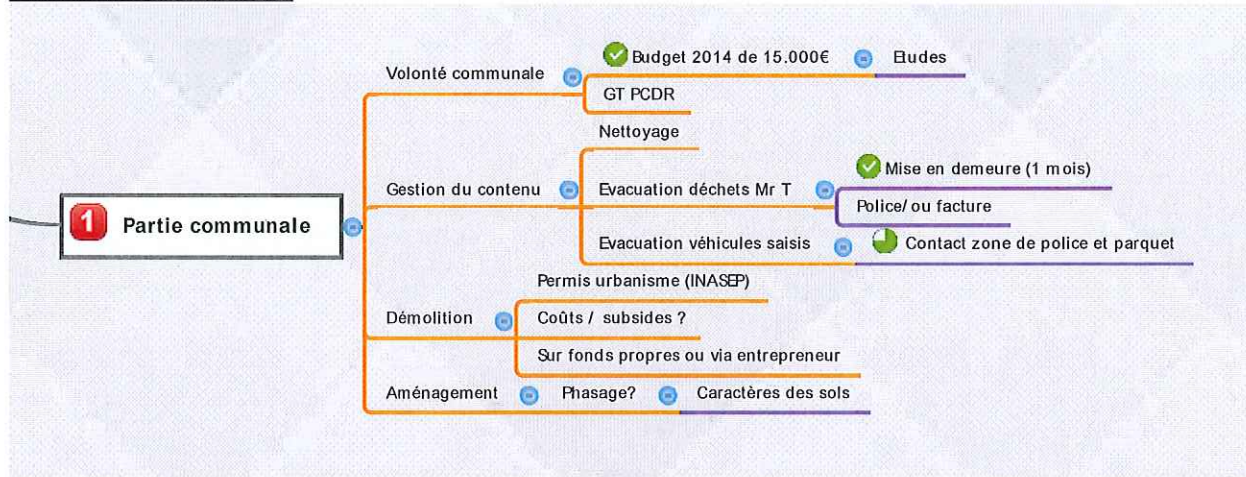 1 Partie communale
Volonté communale
Budget 2014 de 15.000€
Etudes
GT PCDR
Gestion du contenu
Nettoyage
Evacuation déchets Mr T
Mise en demeure (1 mois)
Police/ ou facture
Evacuation véhicules saisis
Contact zone de police et parquet
Démolition
Permis urbanisme (INASEP)
Coûts / subsides ?
Sur fonds propres ou via entrepreneur
Aménagement
Phasage?
Caractères des sols